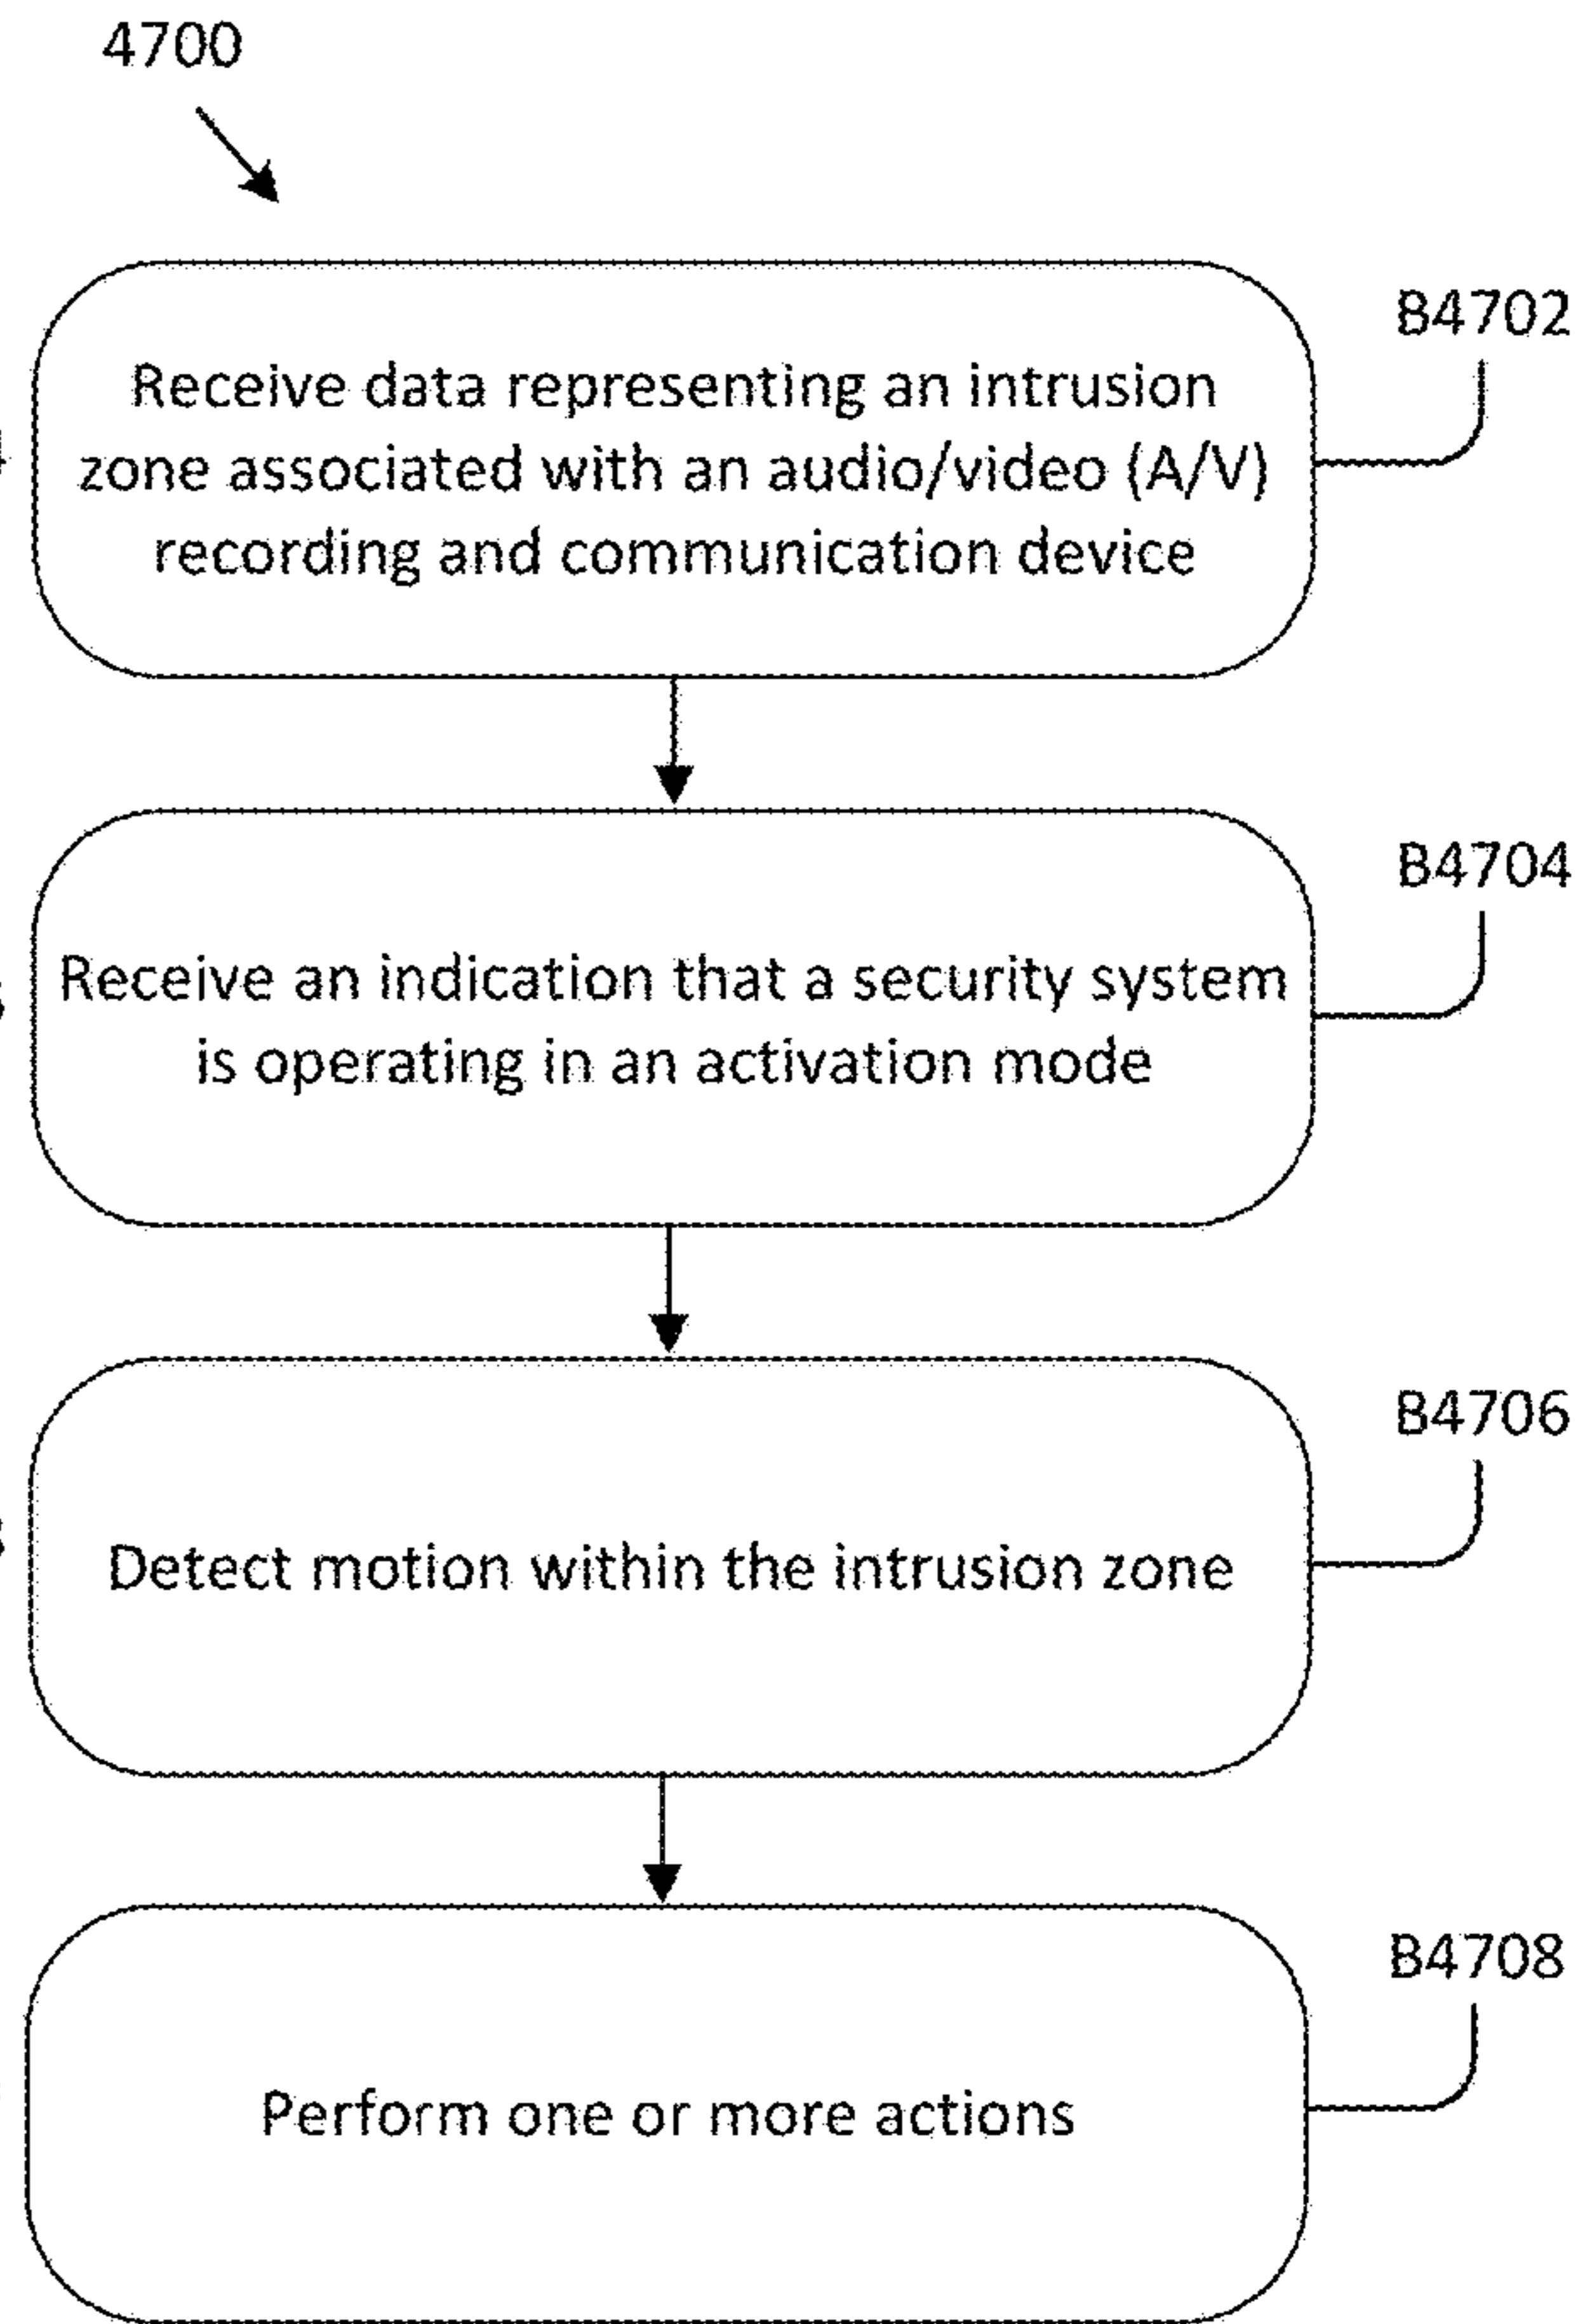 4700
Receive data representing an intrusion
zone associated with an audio/video (A/V)
recording and communication device
B4702
Receive an indication that a security system
is operating in an activation mode
B4704
Detect motion within the intrusion zone
B4706
Perform one or more actions
B4708